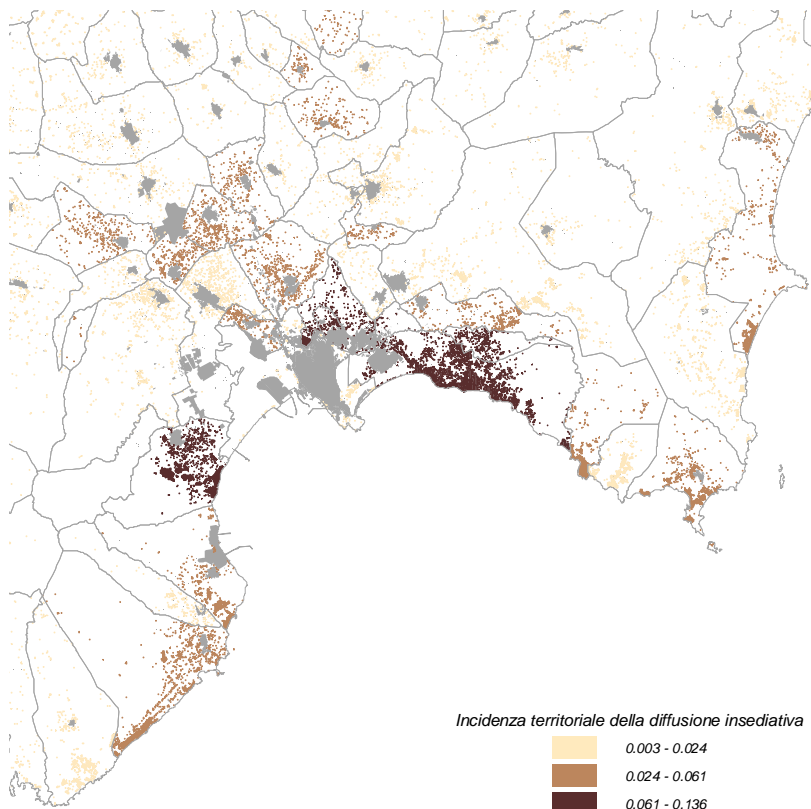 Incidenza territoriale della diffusione insediativa
0.003 - 0.024
0.024 - 0.061
0.061 - 0.136